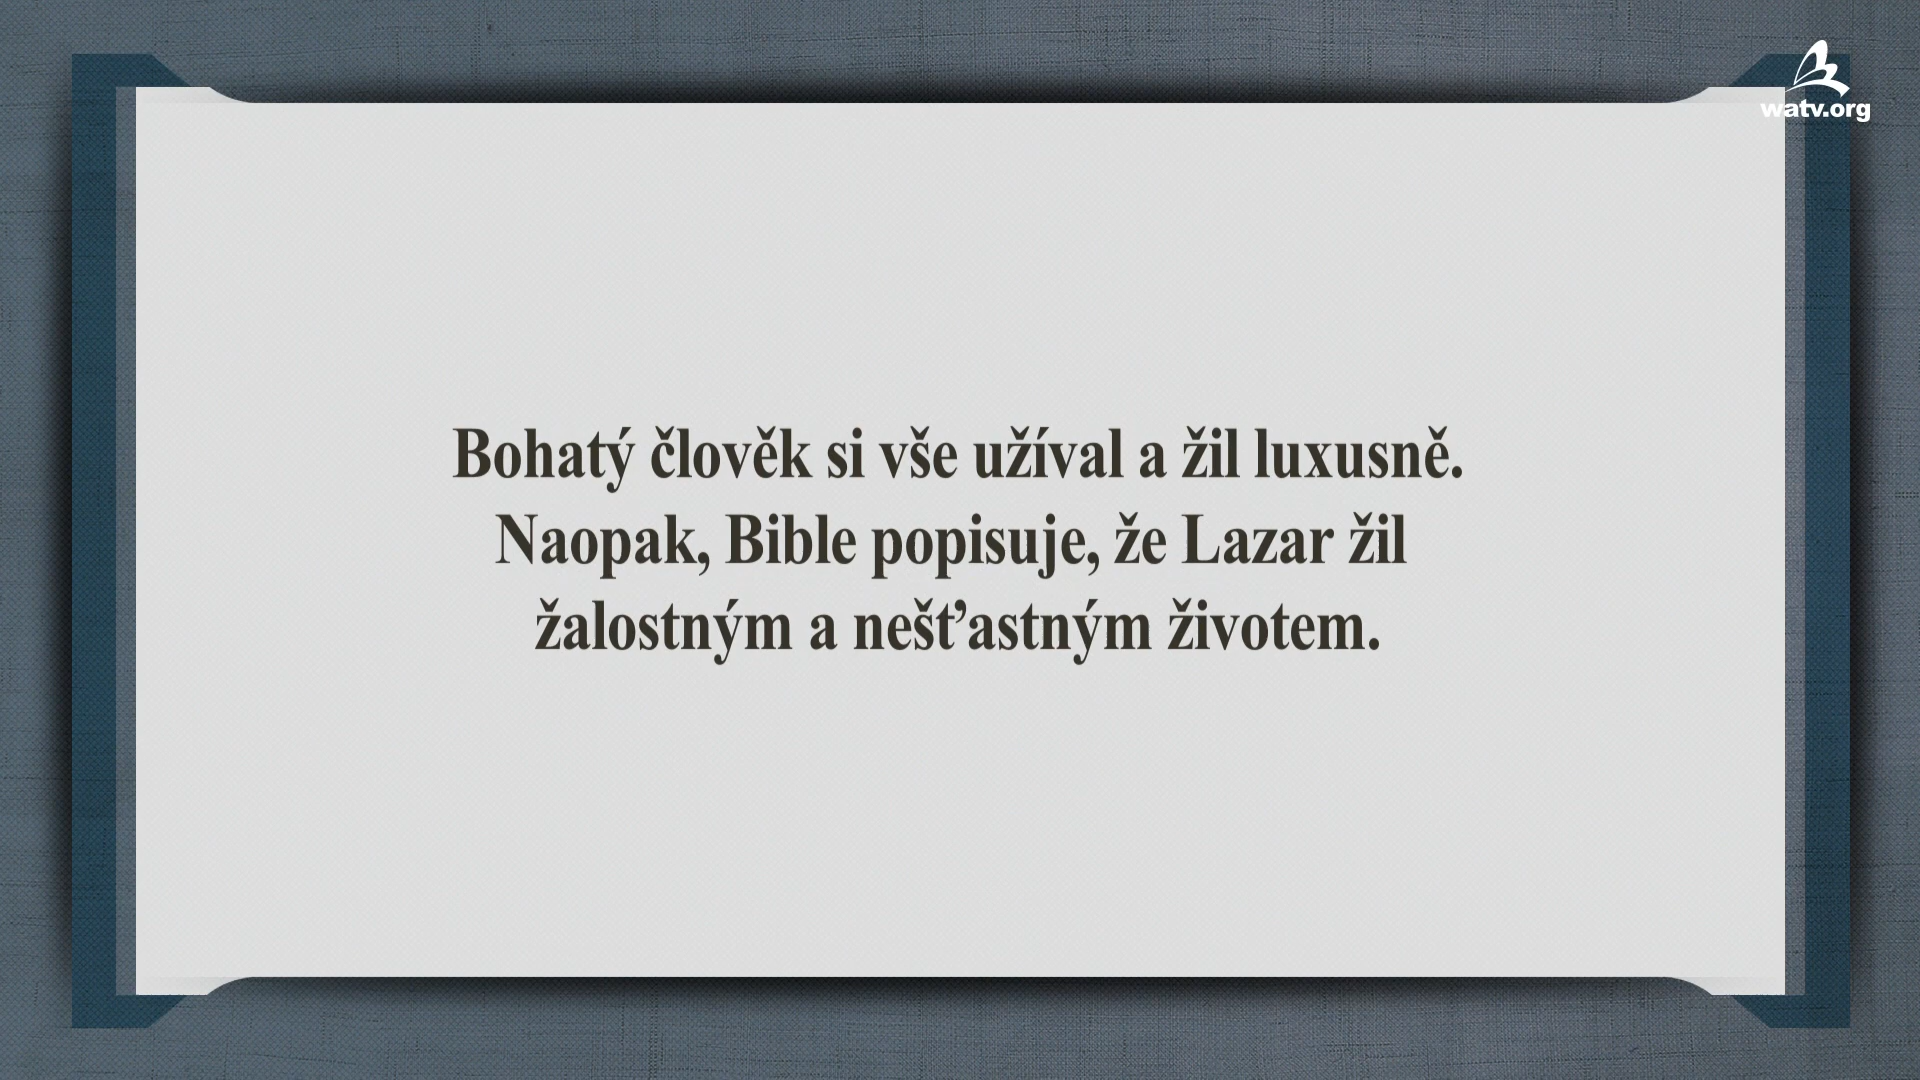 watv.org
Bohatý člověk si vše užíval a žil luxusně.
Naopak, Bible popisuje, že Lazar žil
žalostným a nešťastným životem.